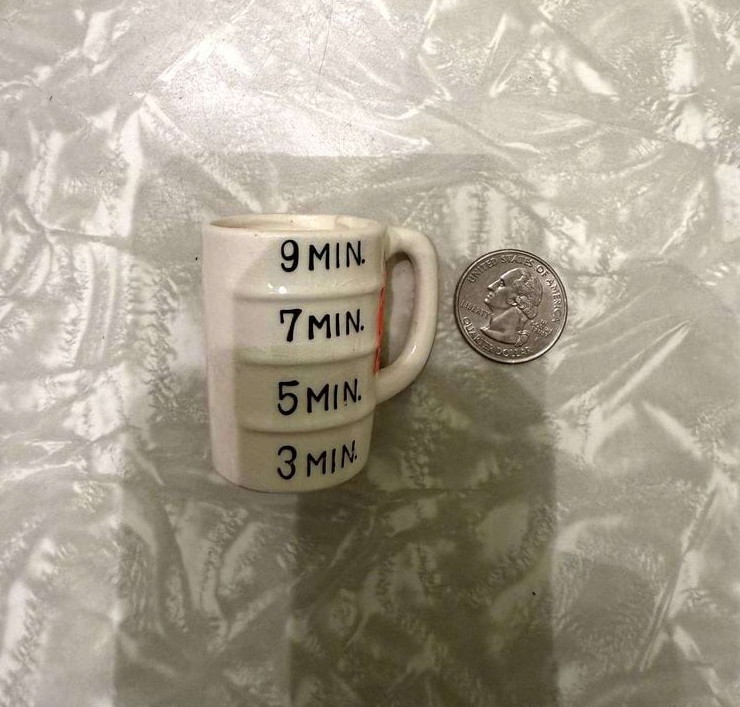 9 MIN.
7 MIN.
5 MIN.
3 MIN.
UNITED STATES OF AMERICA
LIBERTY
QUARTER DOLLAR